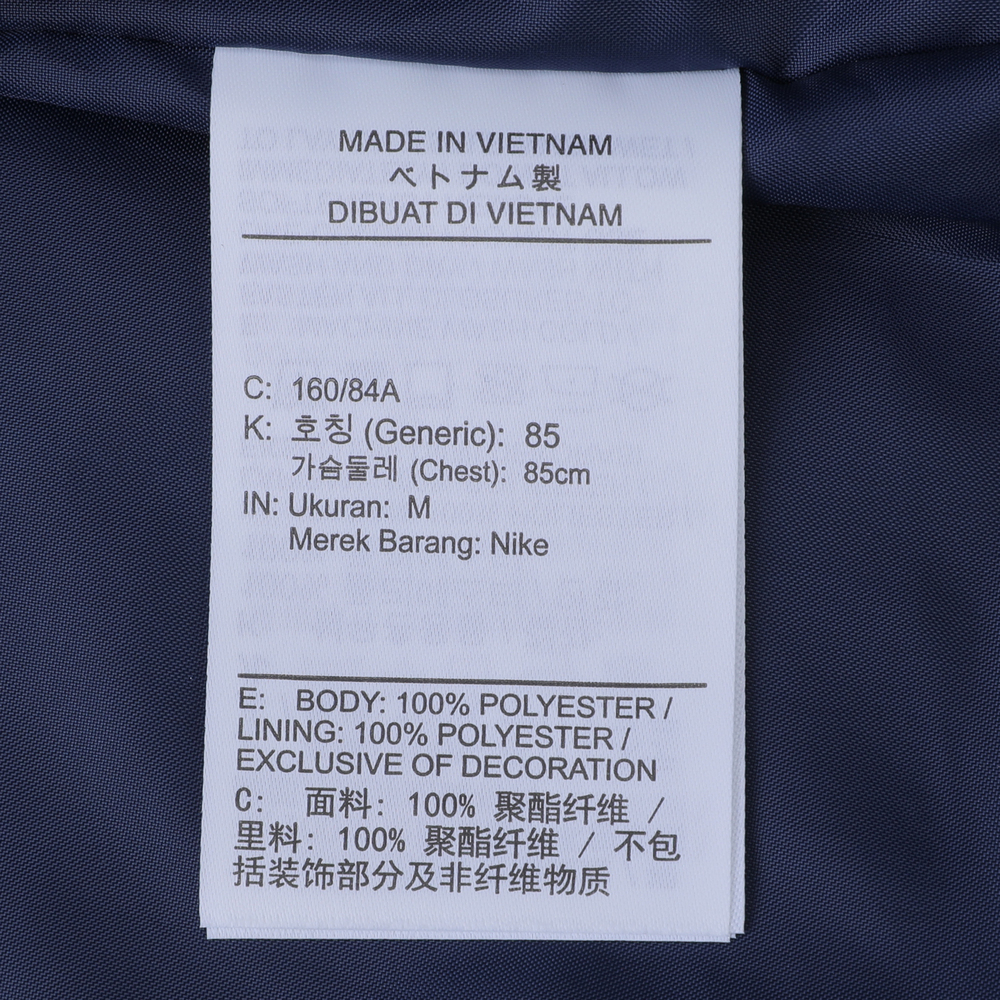 MADE IN VIETNAM
ベトナム製
DIBUAT DI VIETNAM
C: 160/84A
K: 호칭 (Generic): 85
가슴둘레 (Chest): 85cm
IN: Ukuran: M
Merek Barang: Nike
E: BODY: 100% POLYESTER /
LINING: 100% POLYESTER /
EXCLUSIVE OF DECORATION
C: 面料: 100% 聚酯纤维 /
里料: 100% 聚酯纤维 / 不包
括装饰部分及非纤维物质